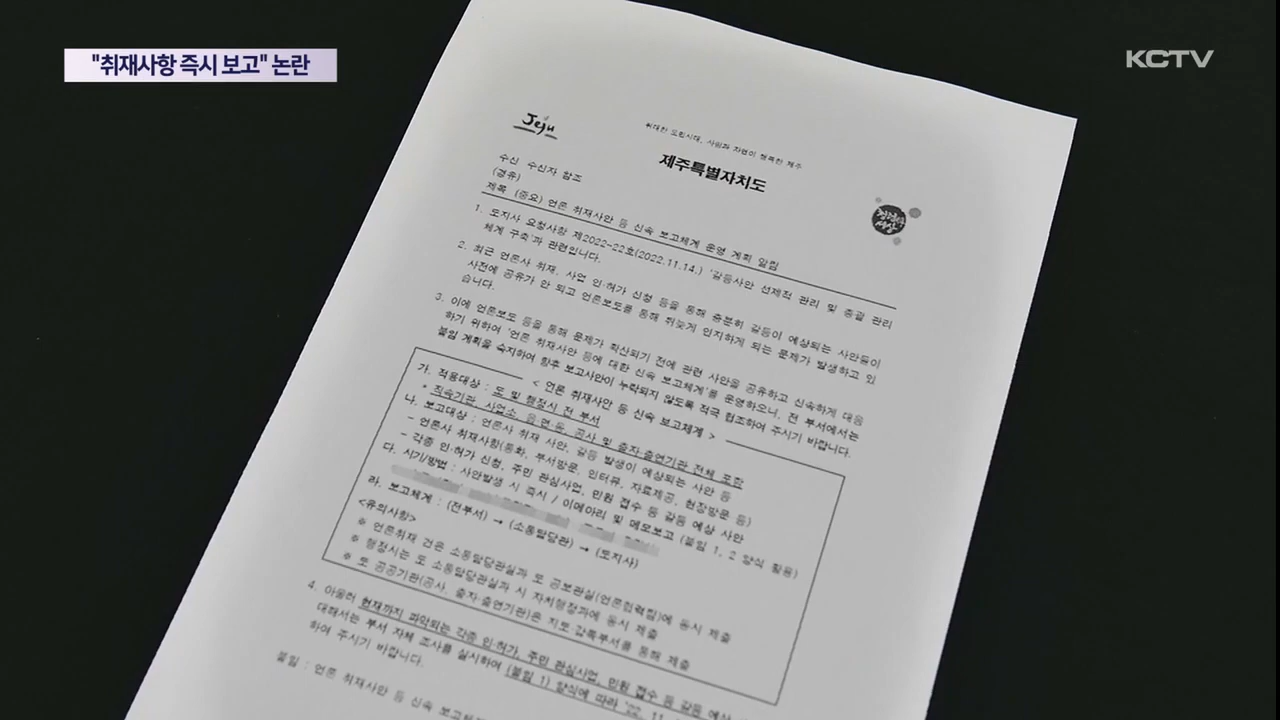 "취재사항 즉시 보고" 논란
KCTV
Jeju
위대한 도민시대, 사람과 자연이 행복한 제주
제주특별자치도
수신 수신자 참조
(경유)
제목 (중요) 언론 취재사안 등 신속 보고체계 운영 계획 알림
1. 도지사 요청사항 제2022-22호(2022.11.14.) '갈등사안 선제적 관리 및 총괄 관리
체계 구축'과 관련입니다.
2. 최근 언론사 취재, 사업 인·허가 신청 등을 통해 충분히 갈등이 예상되는 사안들이
사전에 공유가 안 되고 언론보도를 통해 뒤늦게 인지하게 되는 문제가 발생하고 있
습니다.
3. 이에 언론보도 등을 통해 문제가 확산되기 전에 관련 사안을 공유하고 신속하게 대응
하기 위하여 '언론 취재사안 등에 대한 신속 보고체계'를 운영하오니, 전 부서에서는
붙임 계획을 숙지하여 향후 보고사안이 누락되지 않도록 적극 협조하여 주시기 바랍니다.
< 언론 취재사안 등 신속 보고체계 >
가. 적용대상 : 도 및 행정시 전 부서
* 직속기관, 사업소, 읍·면·동, 공사 및 출자·출연기관 전체 포함
나. 보고대상 : 언론사 취재 사안, 갈등 발생이 예상되는 사안 등
- 언론사 취재사항(통화, 부서방문, 인터뷰, 자료제공, 현장방문 등)
- 각종 인·허가 신청, 주민 관심사업, 민원 접수 등 갈등 예상 사안
다. 시기/방법 : 사안발생 시 즉시 / 이메아리 및 메모보고 (붙임 1, 2 양식 활용)
라. 보고체계 : (전부서) → (소통담당관) → (도지사)
<유의사항>
※ 언론취재 건은 소통담당관실과 도 공보관실(언론협력팀)에 동시 제출
※ 행정시는 도 소통담당관실과 시 자치행정과에 동시 제출
※ 도 공공기관(공사, 출자·출연기관)은 지도·감독부서를 통해 제출
4. 아울러 현재까지 파악되는 각종 인·허가, 주민 관심사업, 민원 접수 등 갈등 예상
대해서는 부서 자체 조사를 실시하여 (붙임 1) 양식에 따라 '22. 11.
하여 주시기 바랍니다.
붙임 : 언론 취재사안 등 신속 보고체계